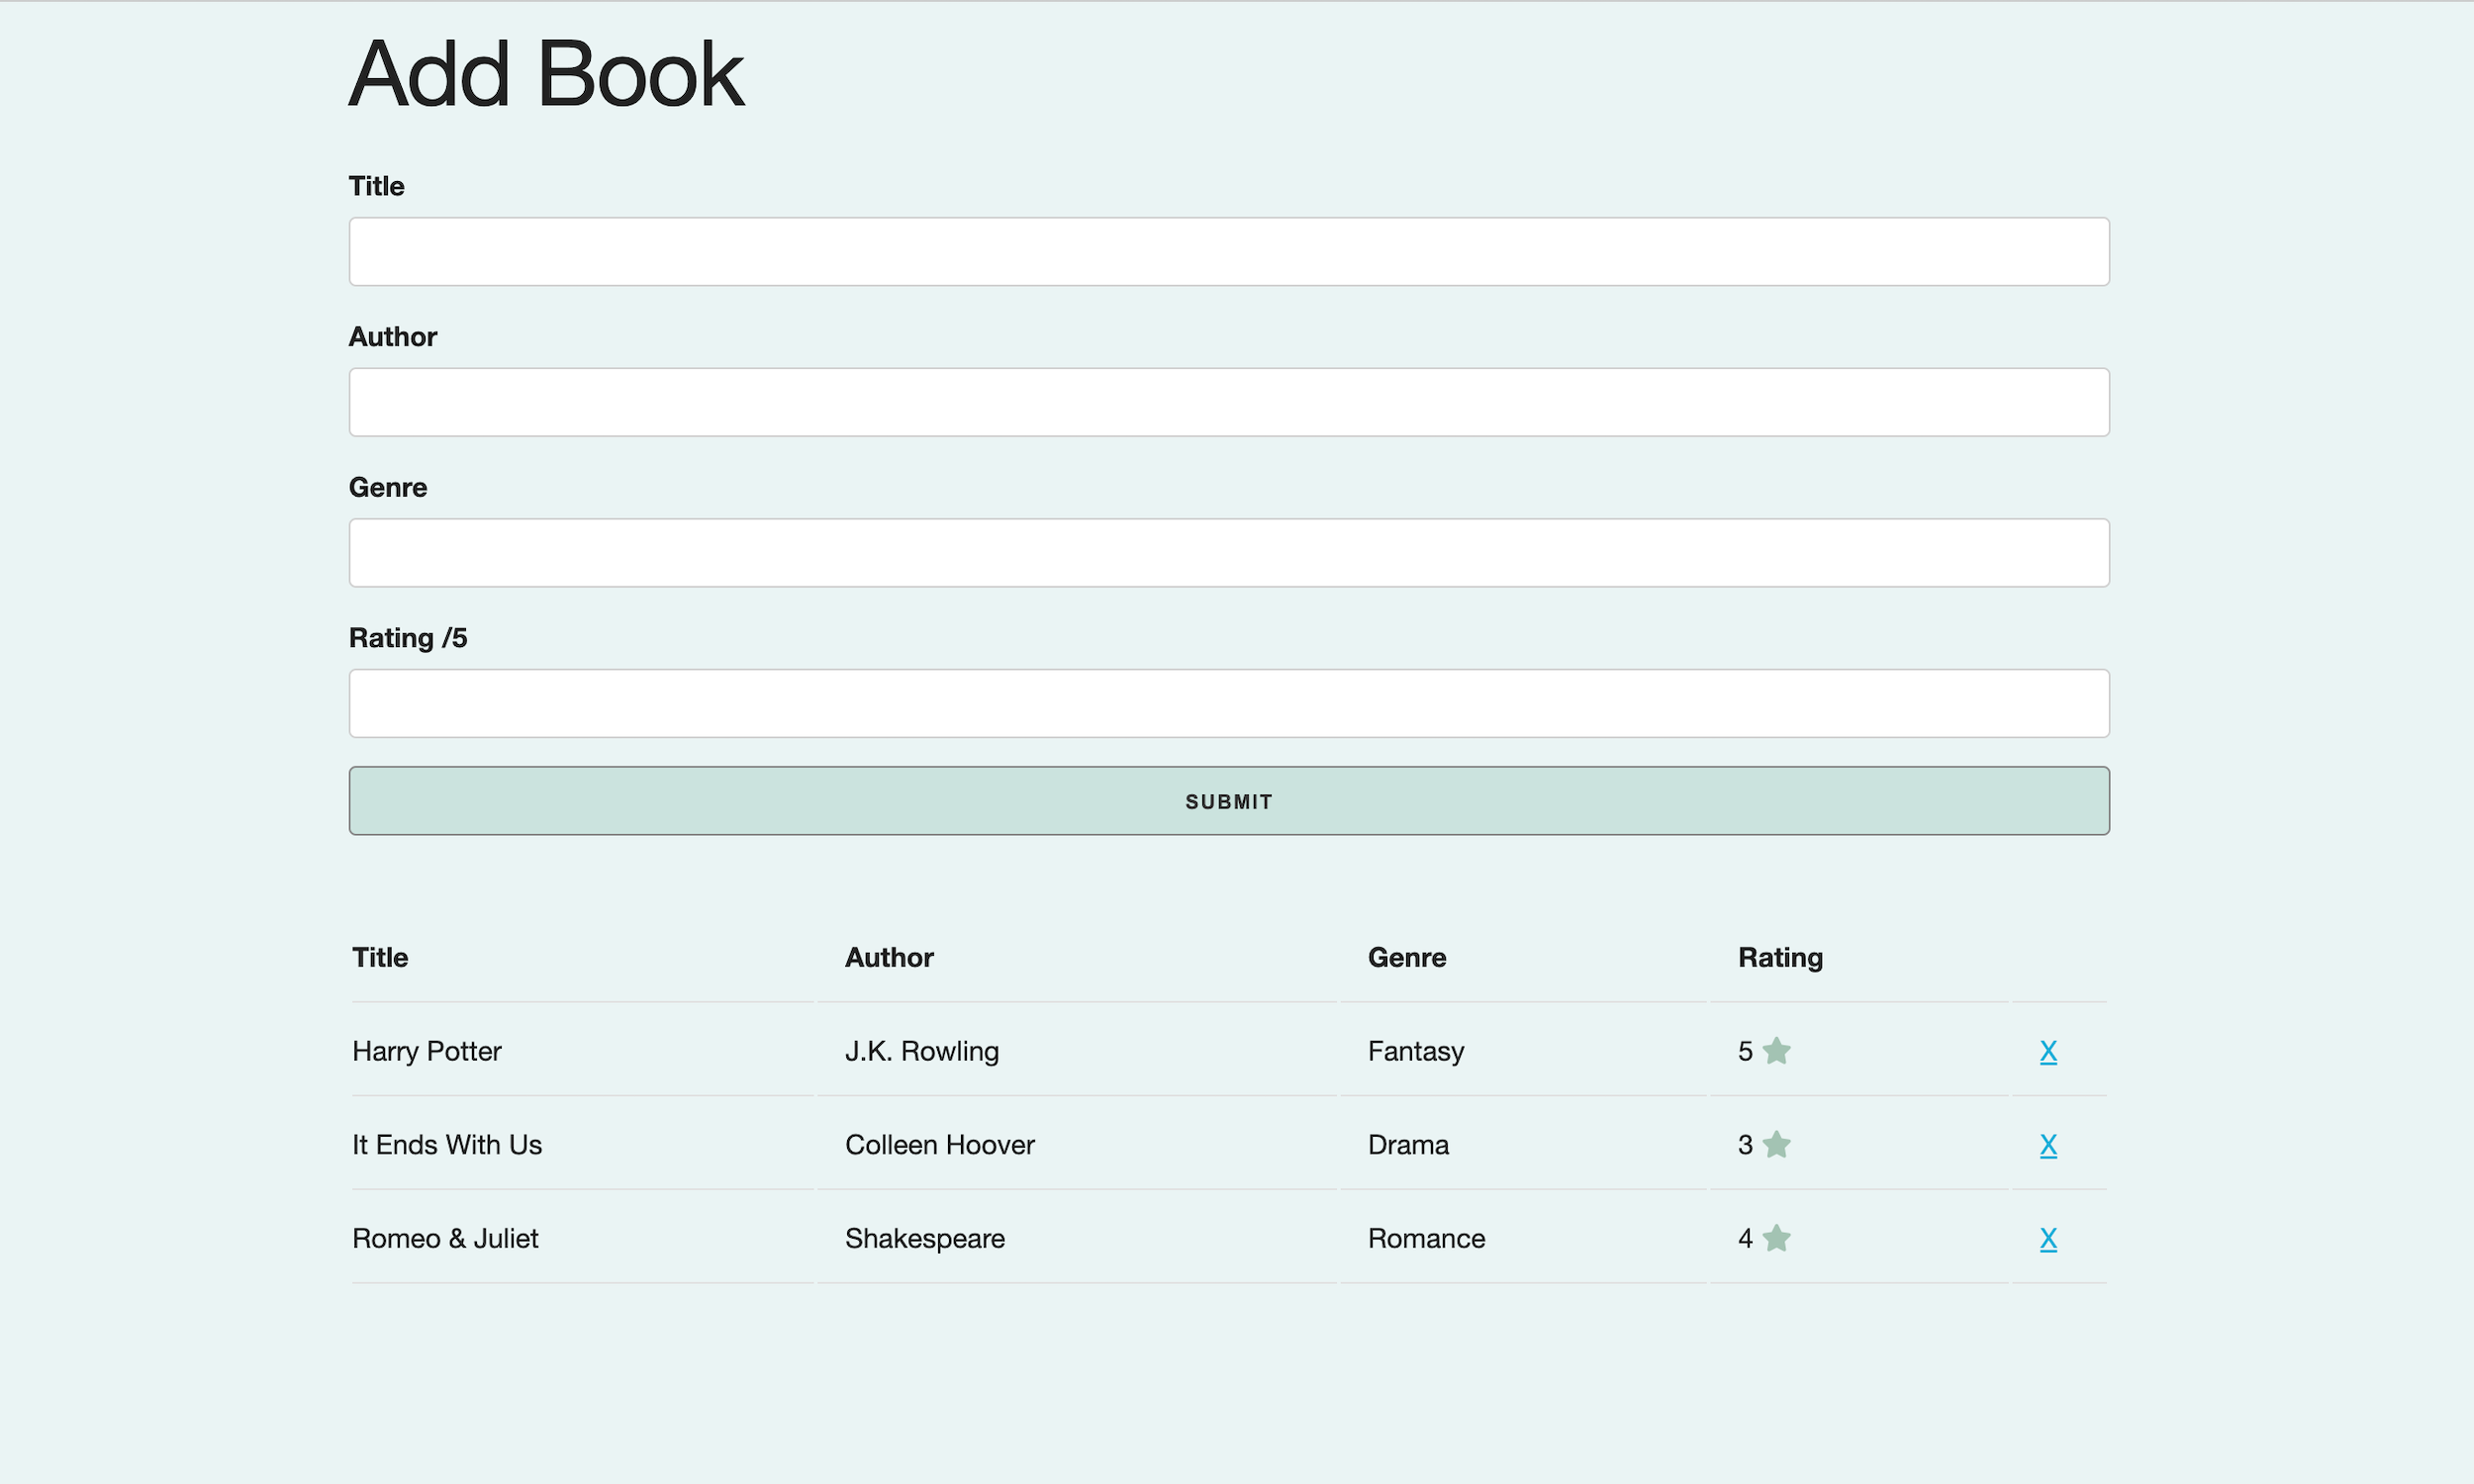 Add Book
Title
Author
Genre
Rating /5
SUBMIT
Title Author Genre Rating
Harry Potter J.K. Rowling Fantasy 5 X
It Ends With Us Colleen Hoover Drama 3 X
Romeo & Juliet Shakespeare Romance 4 X